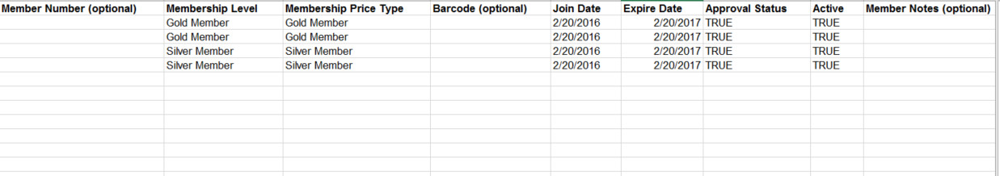 Member Number (optional) Membership Level Membership Price Type Barcode (optional) Join Date Expire Date Approval Status Active Member Notes (optional)
Gold Member Gold Member 2/20/2016 2/20/2017 TRUE TRUE
Gold Member Gold Member 2/20/2016 2/20/2017 TRUE TRUE
Silver Member Silver Member 2/20/2016 2/20/2017 TRUE TRUE
Silver Member Silver Member 2/20/2016 2/20/2017 TRUE TRUE